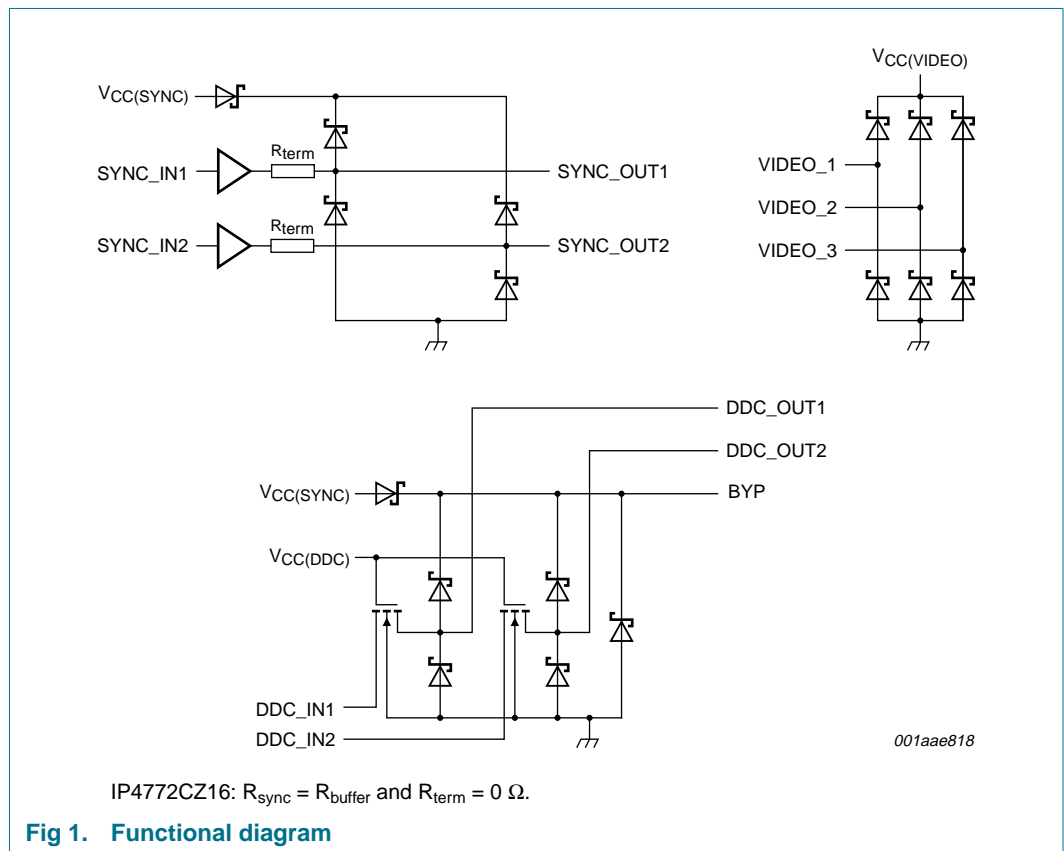 VCC(SYNC)
SYNC_IN1
Rterm
SYNC_OUT1
SYNC_IN2
Rterm
SYNC_OUT2
VCC(VIDEO)
VIDEO_1
VIDEO_2
VIDEO_3
DDC_OUT1
DDC_OUT2
VCC(SYNC)
BYP
VCC(DDC)
DDC_IN1
DDC_IN2
001aae818
IP4772CZ16: Rsync = Rbuffer and Rterm = 0 Ω.
Fig 1. Functional diagram